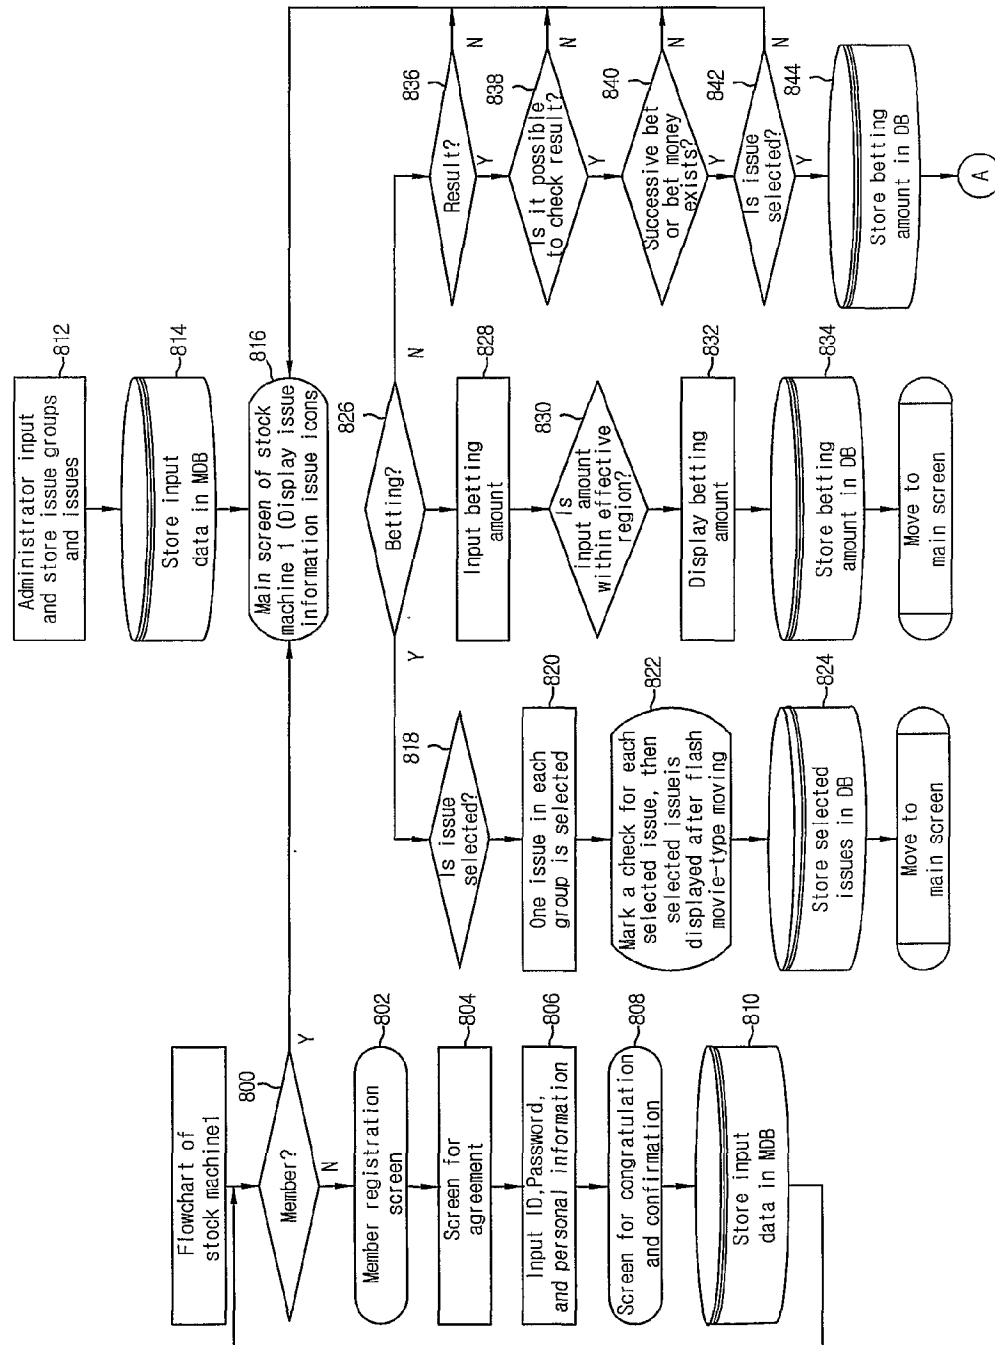 Flowchart of
stock machine1
800
Member?
Y
N
802
Member registration
screen
804
Screen for
agreement
806
Input ID,Password,
and personal information
808
Screen for congratulation
and confirmation
810
Store input
data in MDB
812
Administrator input
and store issue groups
and issues
814
Store input
data in MDB
816
Main screen of stock
machine i (Display issue
information issue icons
826
Betting?
Y
N
818
Is issue
selected?
820
One issue in each
group is selected
822
Mark a check for each
selected issue, then
selected issueis
displayed after flash
movie-type moving
824
Store selected
issues in DB
Move to
main screen
828
Input betting
amount
830
Is
input amount
within effective
region?
832
Display betting
amount
834
Store betting
amount in DB
Move to
main screen
836
Result?
N
Y
838
Is it possible
to check result?
N
Y
840
Successive bet
or bet money
exists?
N
Y
842
Is issue
selected?
N
Y
844
Store betting
amount in DB
A